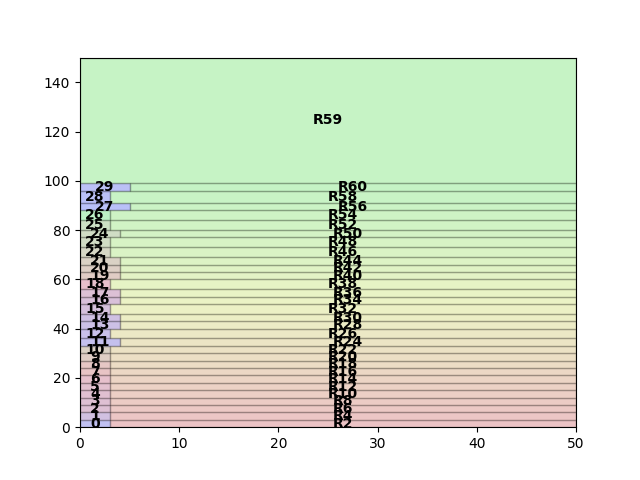 140
120 R59
100
29 R60
28 R58
27 R56
26 R54
25 R52
80
24 R50
23 R48
22 R46
21 R44
20 R42
19 R40
60
18 R38
17 R36
16 R34
15 R32
14 R30
13 R28
40
12 R26
11 R24
10 R22
9 R20
8 R18
7 R16
20
6 R14
5 R12
4 R10
3 R8
2 R6
1 R4
0 R2
0
0 10 20 30 40 50